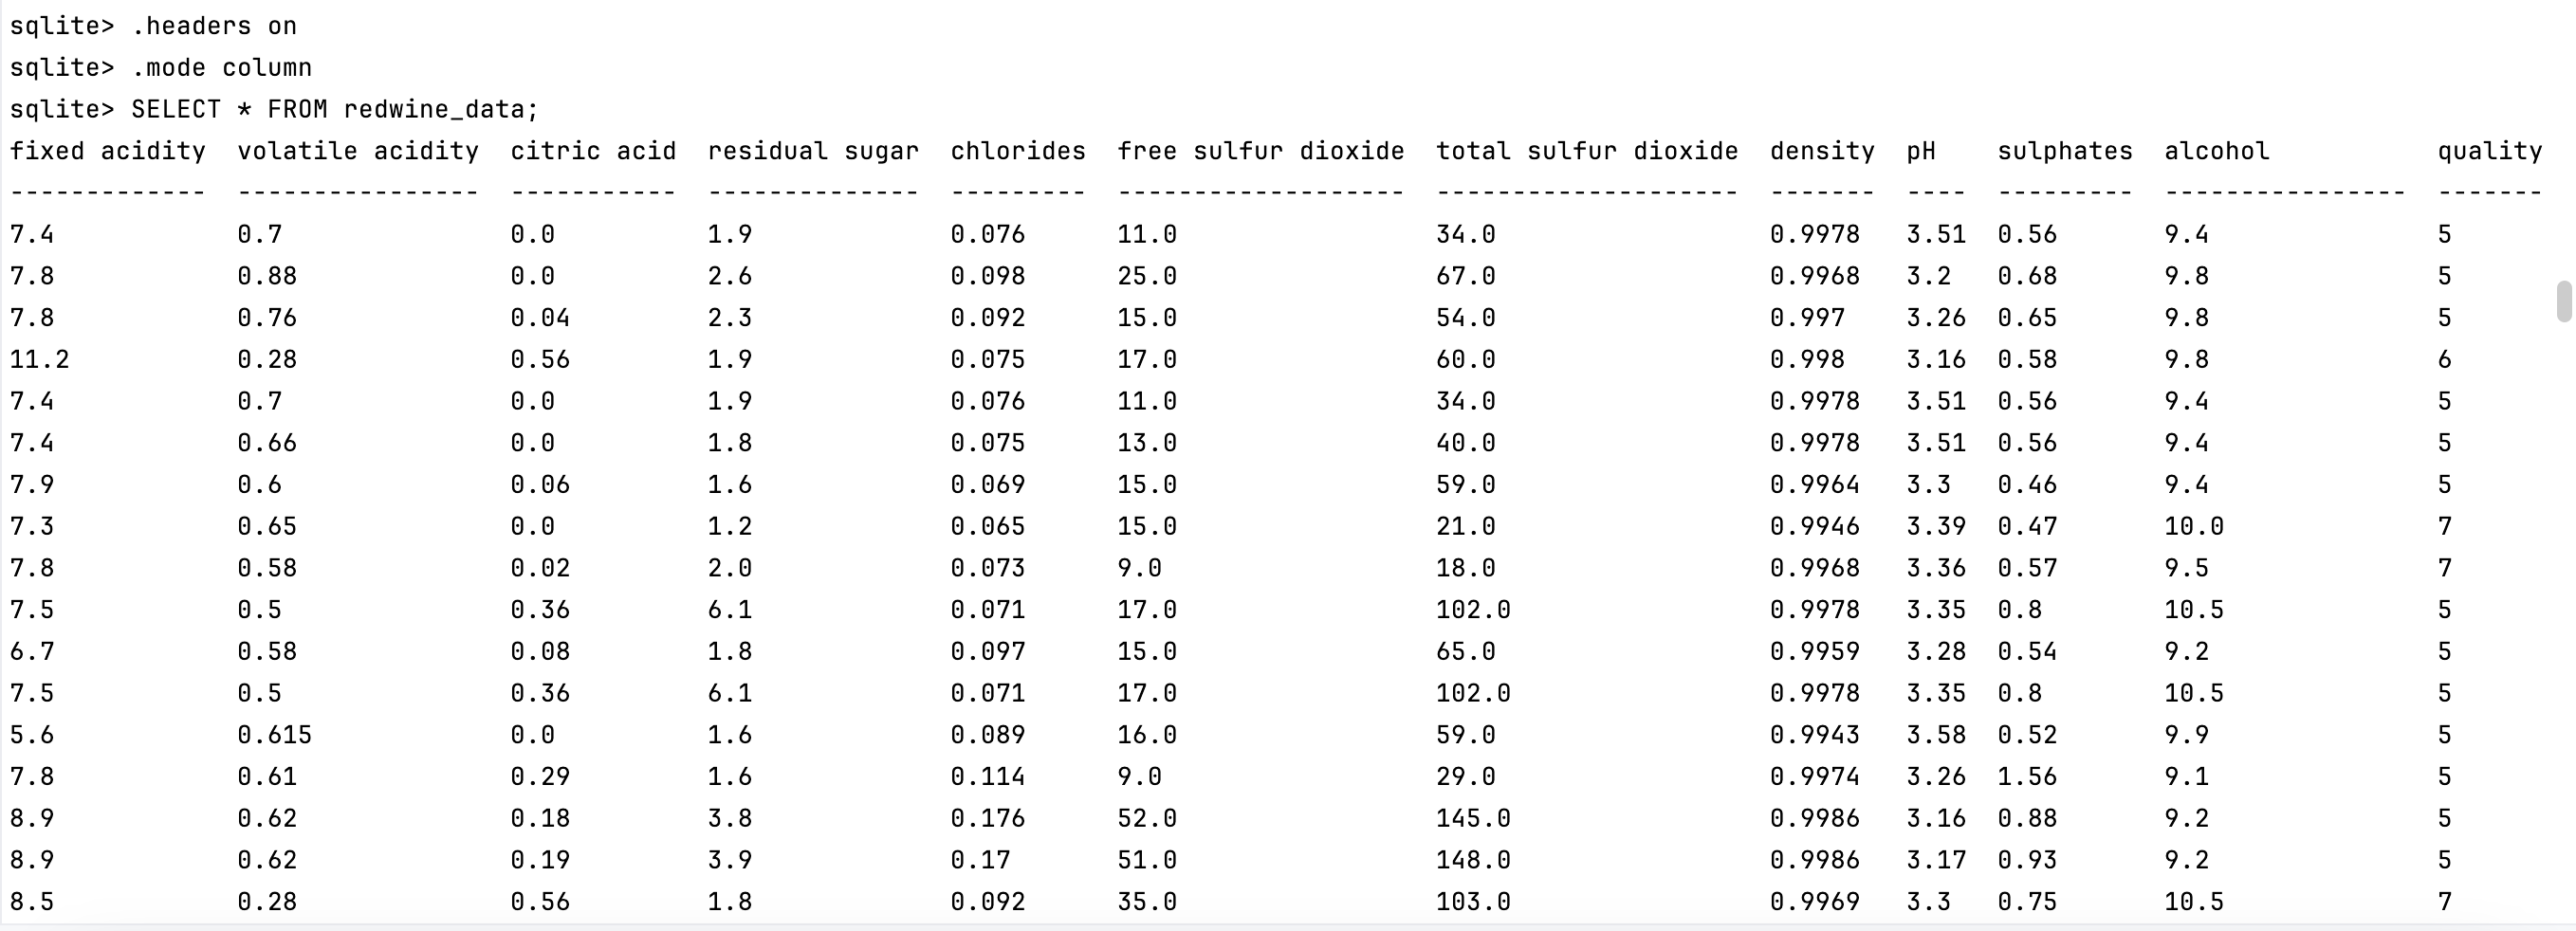 sqlite> .headers on
sqlite> .mode column
sqlite> SELECT * FROM redwine_data;
fixed acidity  volatile acidity  citric acid  residual sugar  chlorides  free sulfur dioxide  total sulfur dioxide  density  pH    sulphates  alcohol           quality
-------------  ----------------  -----------  --------------  ---------  -------------------  --------------------  -------  ----  ---------  ----------------  -------
7.4            0.7               0.0          1.9             0.076      11.0                 34.0                  0.9978   3.51  0.56       9.4               5
7.8            0.88              0.0          2.6             0.098      25.0                 67.0                  0.9968   3.2   0.68       9.8               5
7.8            0.76              0.04         2.3             0.092      15.0                 54.0                  0.997    3.26  0.65       9.8               5
11.2           0.28              0.56         1.9             0.075      17.0                 60.0                  0.998    3.16  0.58       9.8               6
7.4            0.7               0.0          1.9             0.076      11.0                 34.0                  0.9978   3.51  0.56       9.4               5
7.4            0.66              0.0          1.8             0.075      13.0                 40.0                  0.9978   3.51  0.56       9.4               5
7.9            0.6               0.06         1.6             0.069      15.0                 59.0                  0.9964   3.3   0.46       9.4               5
7.3            0.65              0.0          1.2             0.065      15.0                 21.0                  0.9946   3.39  0.47       10.0              7
7.8            0.58              0.02         2.0             0.073      9.0                  18.0                  0.9968   3.36  0.57       9.5               7
7.5            0.5               0.36         6.1             0.071      17.0                 102.0                 0.9978   3.35  0.8        10.5              5
6.7            0.58              0.08         1.8             0.097      15.0                 65.0                  0.9959   3.28  0.54       9.2               5
7.5            0.5               0.36         6.1             0.071      17.0                 102.0                 0.9978   3.35  0.8        10.5              5
5.6            0.615             0.0          1.6             0.089      16.0                 59.0                  0.9943   3.58  0.52       9.9               5
7.8            0.61              0.29         1.6             0.114      9.0                  29.0                  0.9974   3.26  1.56       9.1               5
8.9            0.62              0.18         3.8             0.176      52.0                 145.0                 0.9986   3.16  0.88       9.2               5
8.9            0.62              0.19         3.9             0.17       51.0                 148.0                 0.9986   3.17  0.93       9.2               5
8.5            0.28              0.56         1.8             0.092      35.0                 103.0                 0.9969   3.3   0.75       10.5              7